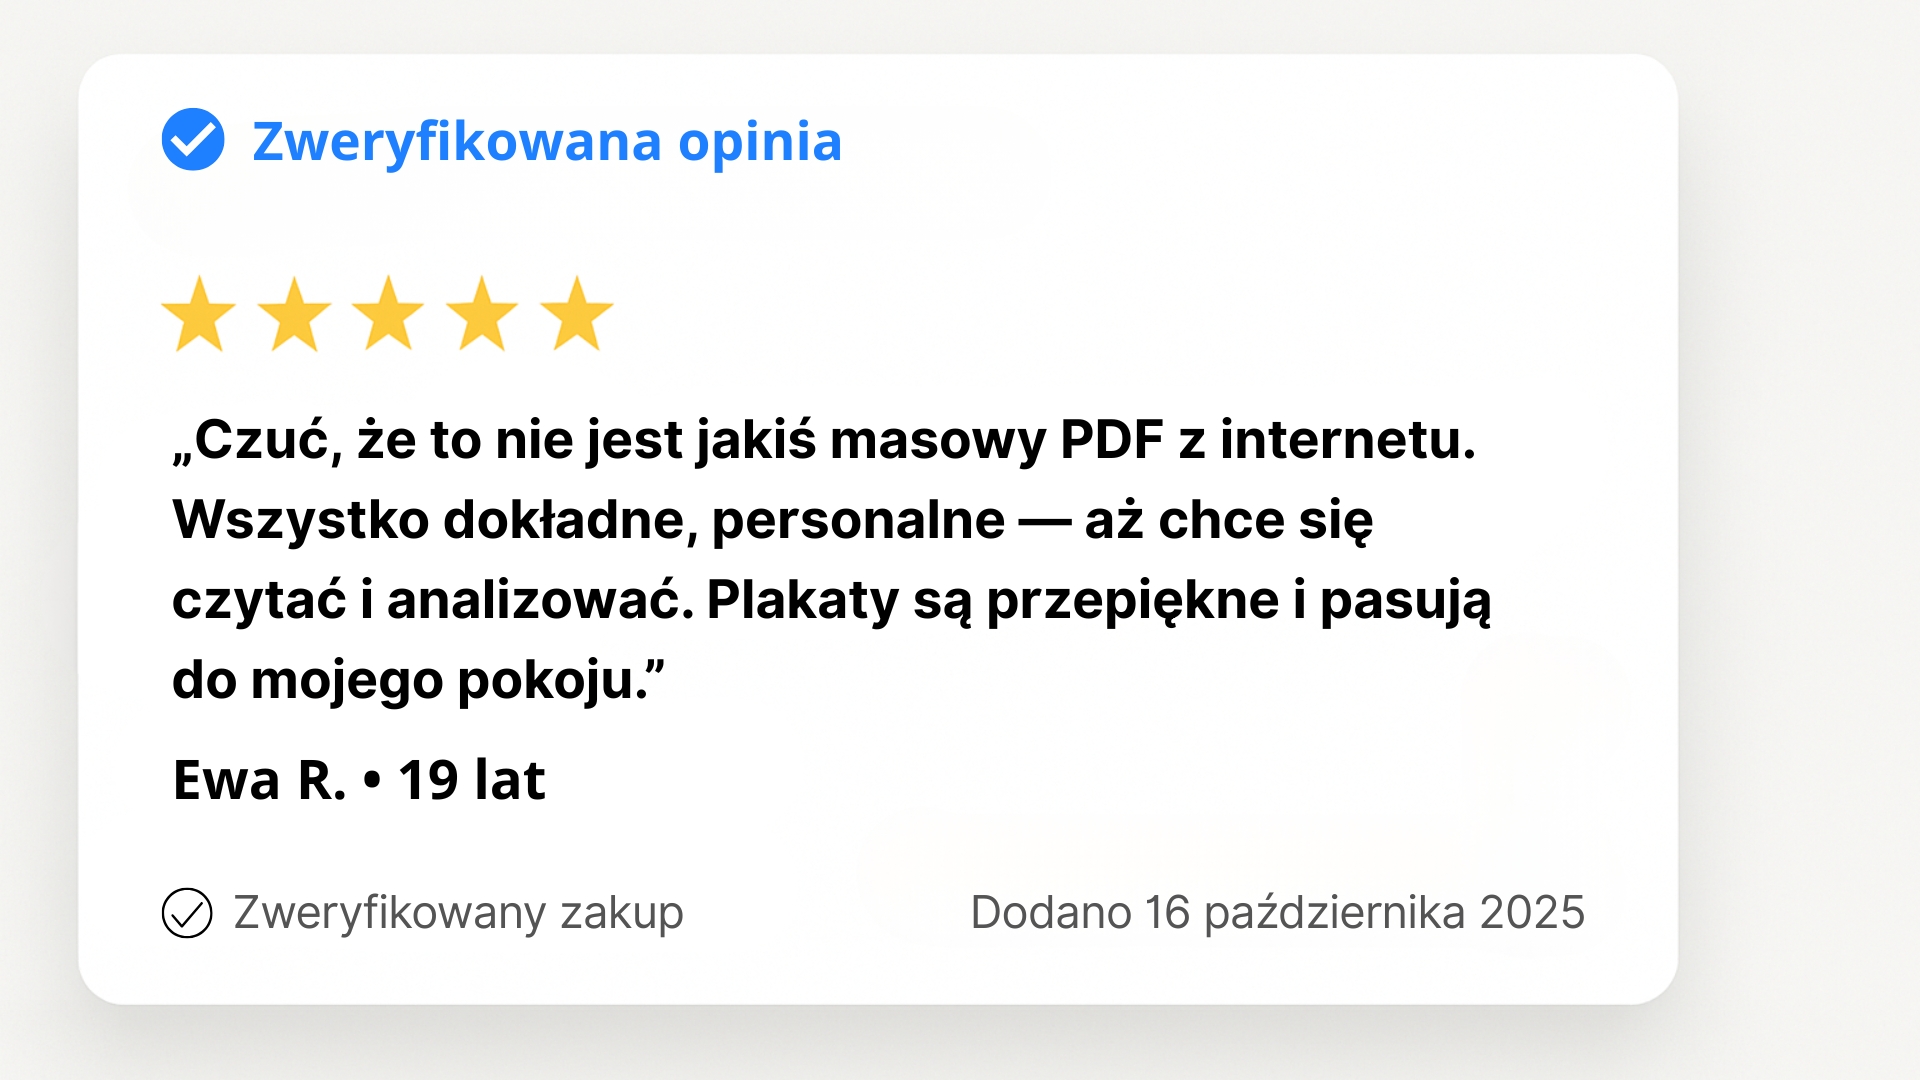 Zweryfikowana opinia
„Czuć, że to nie jest jakiś masowy PDF z internetu.
Wszystko dokładne, personalne — aż chce się
czytać i analizować. Plakaty są przepiękne i pasują
do mojego pokoju.”
Ewa R. • 19 lat
Zweryfikowany zakup
Dodano 16 października 2025